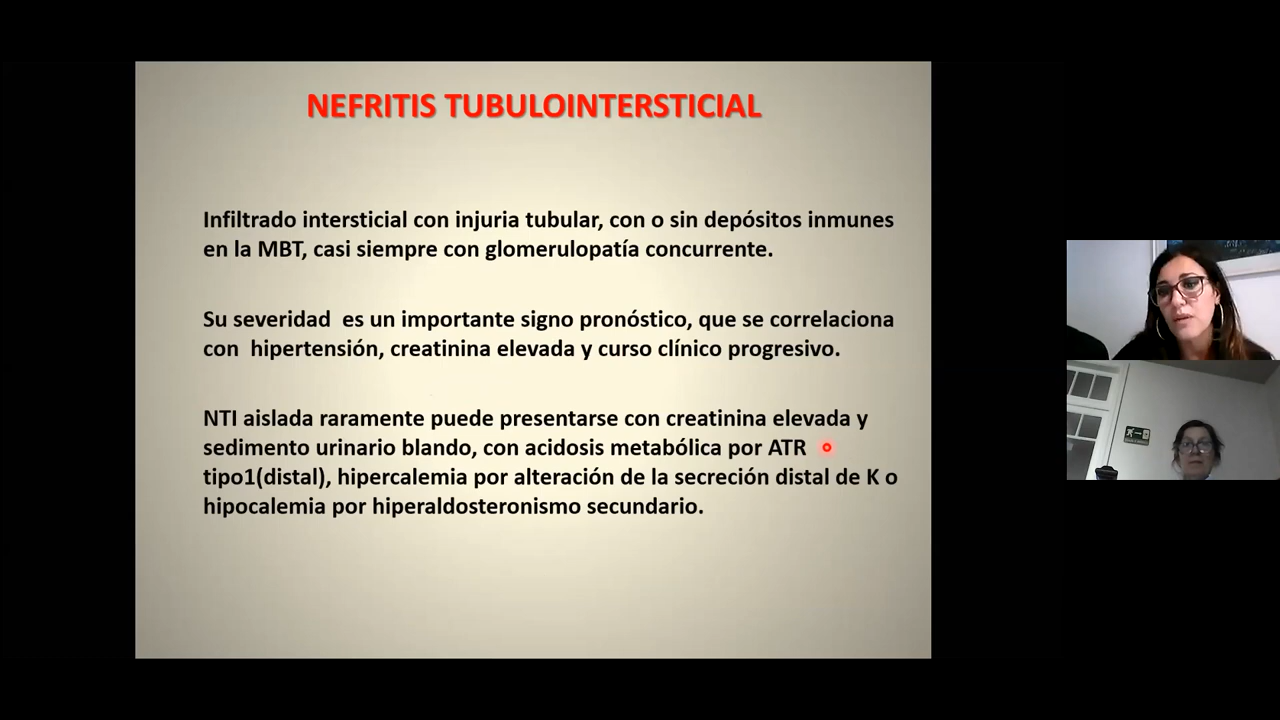 NEFRITIS TUBULOINTERSTICIAL
Infiltrado intersticial con injuria tubular, con o sin depósitos inmunes
en la MBT, casi siempre con glomerulopatía concurrente.
Su severidad es un importante signo pronóstico, que se correlaciona
con hipertensión, creatinina elevada y curso clínico progresivo.
NTI aislada raramente puede presentarse con creatinina elevada y
sedimento urinario blando, con acidosis metabólica por ATR
tipo1(distal), hipercalemia por alteración de la secreción distal de K o
hipocalemia por hiperaldosteronismo secundario.